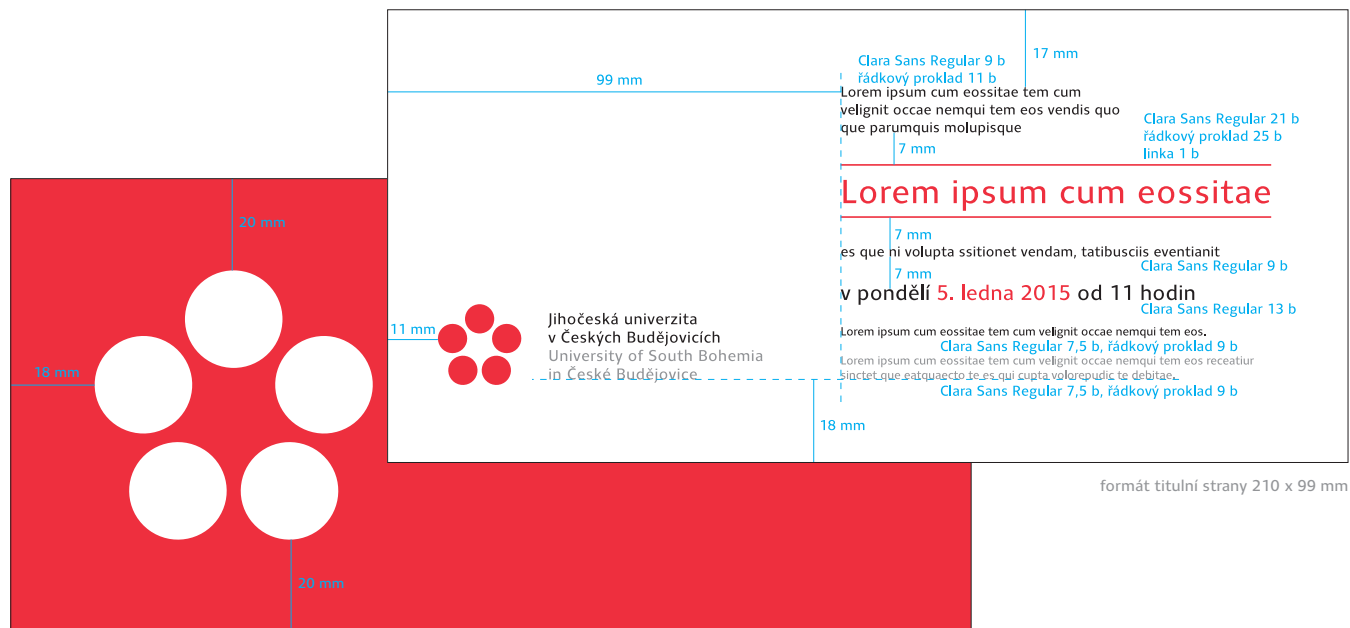 17 mm
Clara Sans Regular 9 b
řádkový proklad 11 b
99 mm
Lorem ipsum cum eossitae tem cum
velignit occae nemqui tem eos vendis quo
que parumquis molupisque
Clara Sans Regular 21 b
řádkový proklad 25 b
linka 1 b
7 mm
Lorem ipsum cum eossitae
20 mm
7 mm
es que ni volupta ssitionet vendam, tatibusciis eventianit
Clara Sans Regular 9 b
7 mm
v pondělí 5. ledna 2015 od 11 hodin
Clara Sans Regular 13 b
11 mm
Jihočeská univerzita
v Českých Budějovicích
University of South Bohemia
in České Budějovice
Lorem ipsum cum eossitae tem cum velignit occae nemqui tem eos.
Clara Sans Regular 7,5 b, řádkový proklad 9 b
Lorem ipsum cum eossitae tem cum velignit occae nemqui tem eos receatiur
sinctet que eatquaecto te es qui cupta volorepudic te debitae.
Clara Sans Regular 7,5 b, řádkový proklad 9 b
18 mm
18 mm
formát titulní strany 210 x 99 mm
20 mm